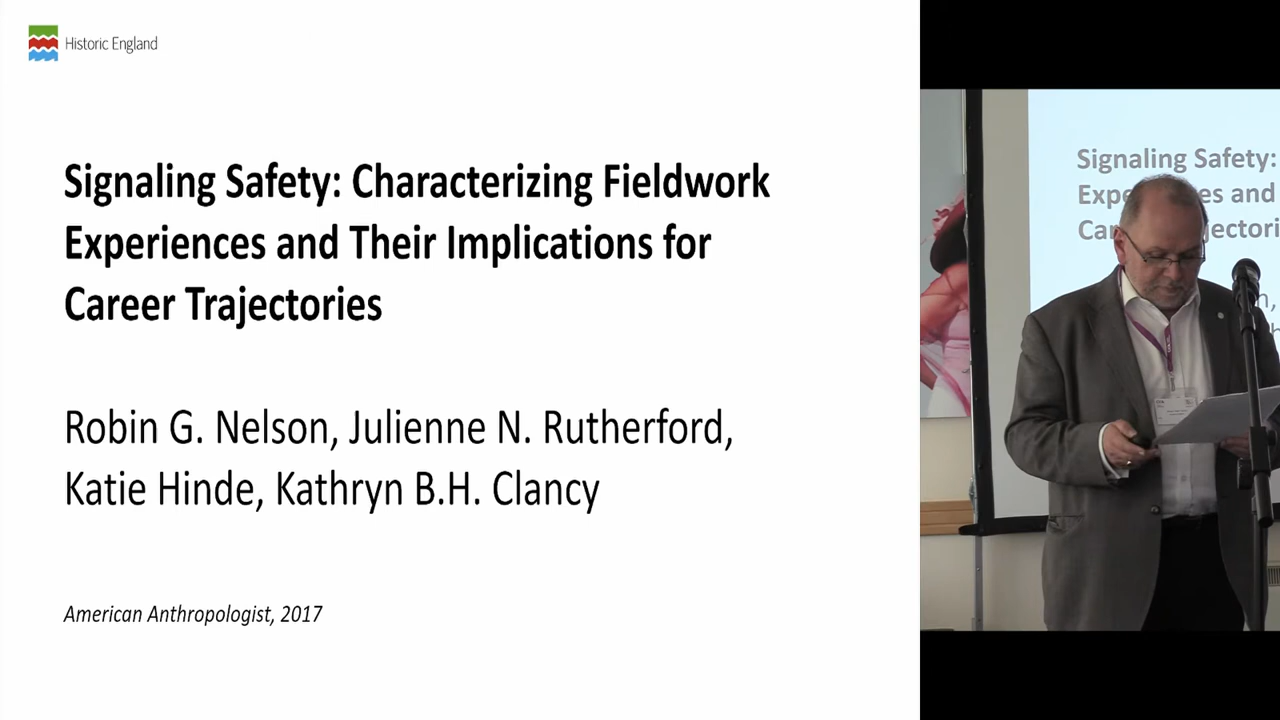 Historic England
Signaling Safety: Characterizing Fieldwork
Experiences and Their Implications for
Career Trajectories
Robin G. Nelson, Julienne N. Rutherford,
Katie Hinde, Kathryn B.H. Clancy
American Anthropologist, 2017
Signaling Safety:
and